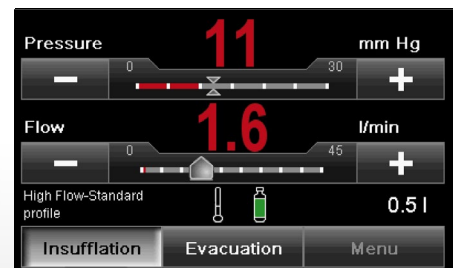 Pressure 11 mm Hg
0 30
− +
Flow 1.6 l/min
0 45
− +
High Flow-Standard
profile 0.5 l
Insufflation Evacuation Menu